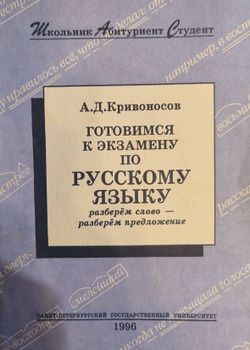 Школьник Абитуриент Студент
А.Д.Кривоносов
ГОТОВИМСЯ
К ЭКЗАМЕНУ
ПО
РУССКОМУ
ЯЗЫКУ
разберём слово —
разберём предложение
САНКТ-ПЕТЕРБУРГСКИЙ ГОСУДАРСТВЕННЫЙ УНИВЕРСИТЕТ
1996